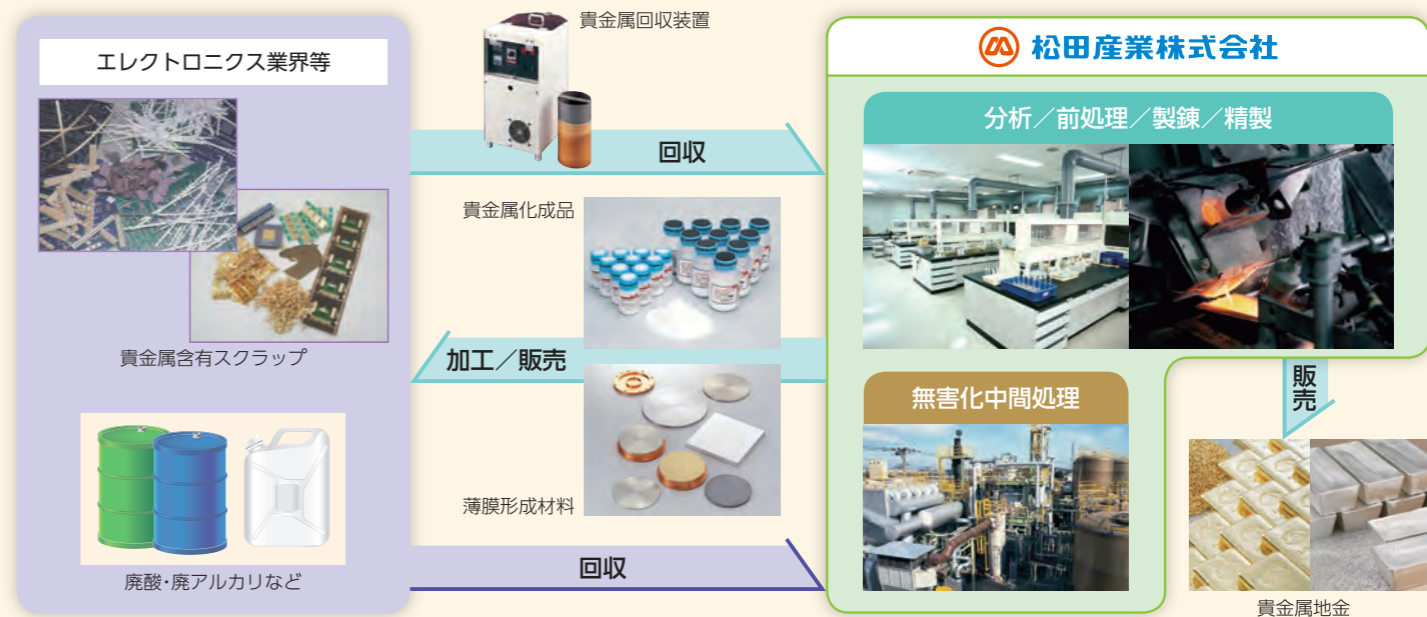 エレクトロニクス業界等
貴金属含有スクラップ
廃酸・廃アルカリなど
貴金属回収装置
回収
貴金属化成品
加工／販売
薄膜形成材料
回収
松田産業株式会社
分析／前処理／製錬／精製
無害化中間処理
販売
貴金属地金